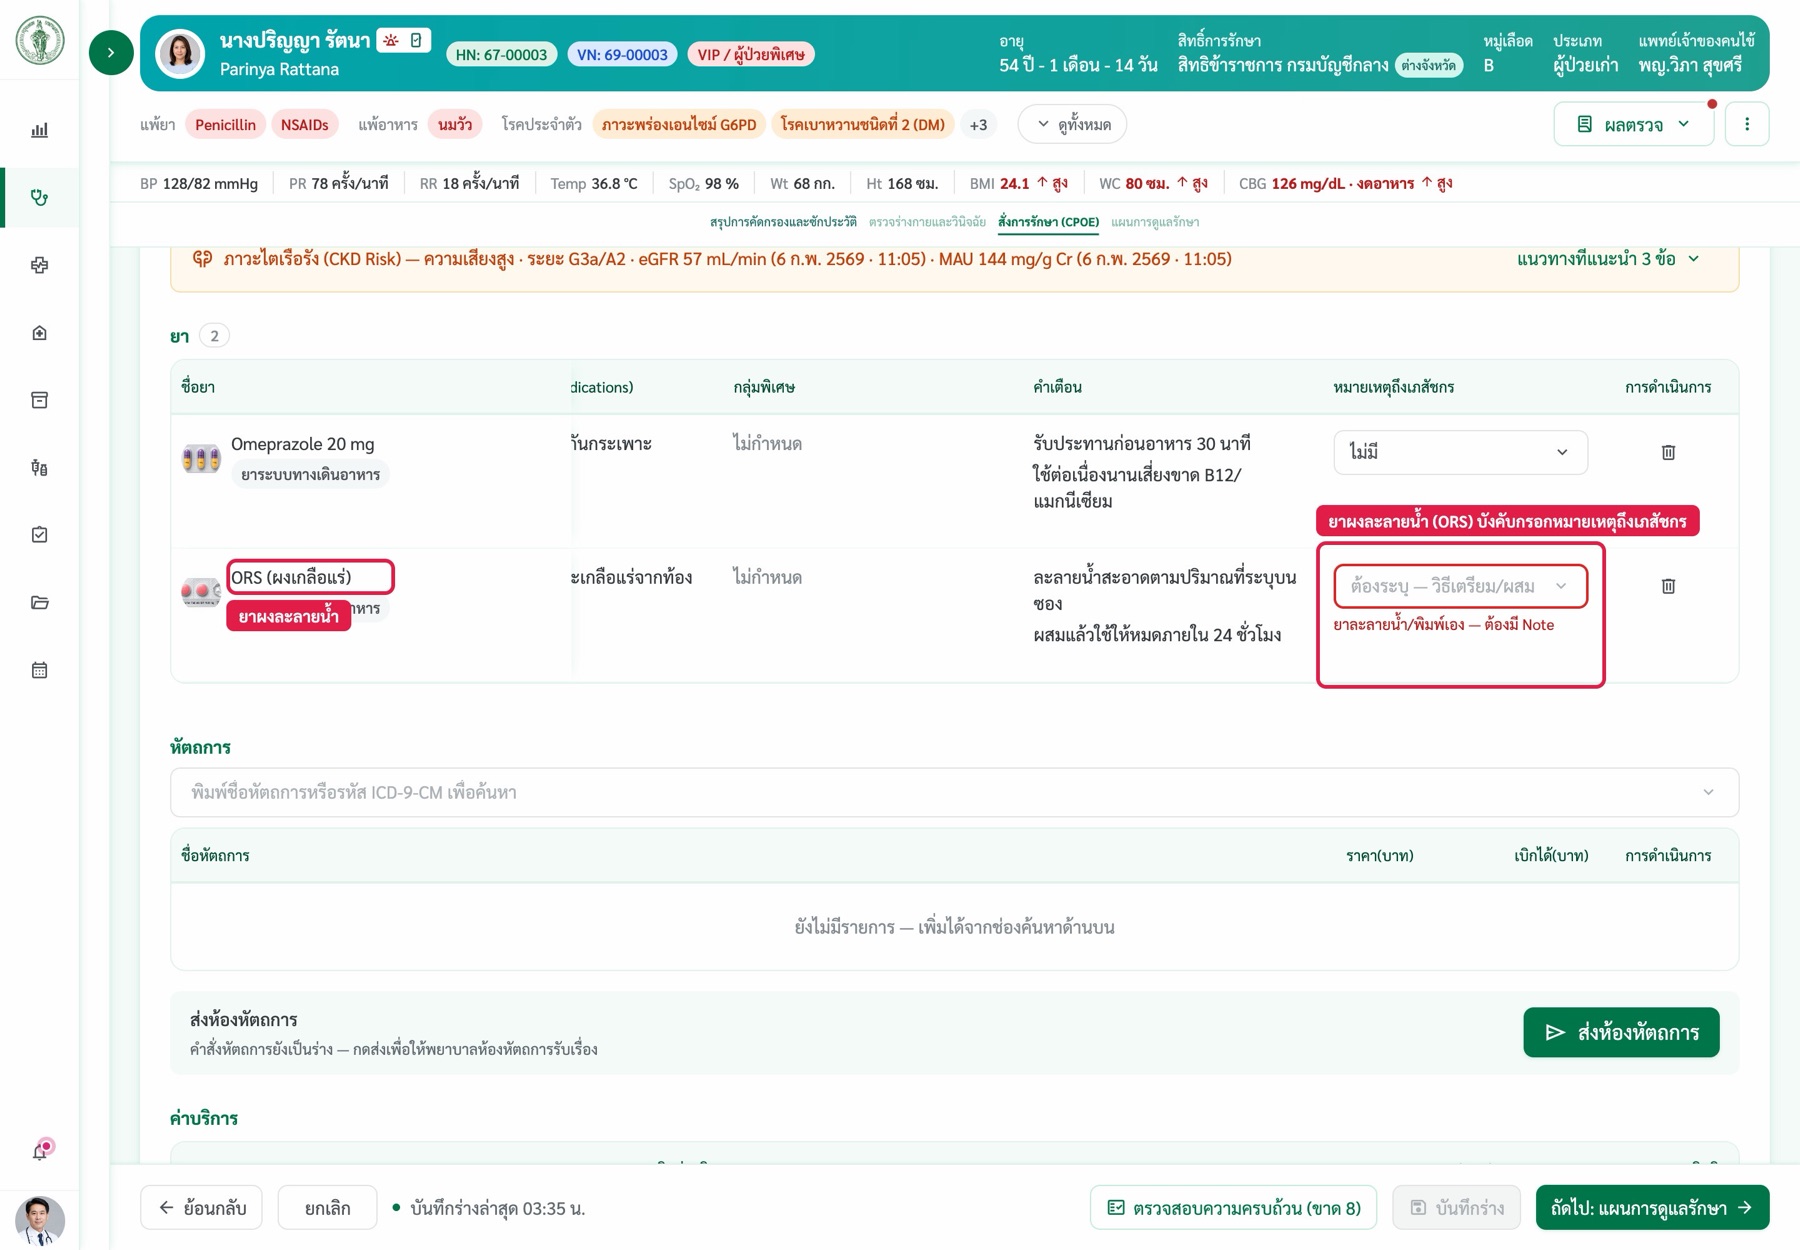 นางปริญญา รัตนา
Parinya Rattana
HN: 67-00003
VN: 69-00003
VIP / ผู้ป่วยพิเศษ
อายุ
54 ปี - 1 เดือน - 14 วัน
สิทธิ์การรักษา
สิทธิข้าราชการ กรมบัญชีกลาง ต่างจังหวัด
หมู่เลือด
B
ประเภท
ผู้ป่วยเก่า
แพทย์เจ้าของคนไข้
พญ.วิภา สุขศรี
แพ้ยา Penicillin NSAIDs แพ้อาหาร นมวัว โรคประจำตัว ภาวะพร่องเอนไซม์ G6PD โรคเบาหวานชนิดที่ 2 (DM) +3 ดูทั้งหมด
ผลตรวจ
BP 128/82 mmHg PR 78 ครั้ง/นาที RR 18 ครั้ง/นาที Temp 36.8 °C SpO₂ 98 % Wt 68 กก. Ht 168 ซม. BMI 24.1 ↑ สูง WC 80 ซม. ↑ สูง CBG 126 mg/dL · งดอาหาร ↑ สูง
สรุปการคัดกรองและซักประวัติ ตรวจร่างกายและวินิจฉัย สั่งการรักษา (CPOE) แผนการดูแลรักษา
ภาวะไตเรื้อรัง (CKD Risk) — ความเสี่ยงสูง · ระยะ G3a/A2 · eGFR 57 mL/min (6 ก.พ. 2569 · 11:05) · MAU 144 mg/g Cr (6 ก.พ. 2569 · 11:05)
แนวทางที่แนะนำ 3 ข้อ
ยา 2
ชื่อยา dications) กลุ่มพิเศษ คำเตือน หมายเหตุถึงเภสัชกร การดำเนินการ
Omeprazole 20 mg
ยาระบบทางเดินอาหาร
กันกระเพาะ
ไม่กำหนด
รับประทานก่อนอาหาร 30 นาที
ใช้ต่อเนื่องนานเสี่ยงขาด B12/
แมกนีเซียม
ไม่มี
ยาผงละลายน้ำ (ORS) บังคับกรอกหมายเหตุถึงเภสัชกร
ORS (ผงเกลือแร่)
ยาผงละลายน้ำ
าหาร
ะเกลือแร่จากท้อง
ไม่กำหนด
ละลายน้ำสะอาดตามปริมาณที่ระบุบน
ซอง
ผสมแล้วใช้ให้หมดภายใน 24 ชั่วโมง
ต้องระบุ — วิธีเตรียม/ผสม
ยาละลายน้ำ/พิมพ์เอง — ต้องมี Note
หัตถการ
พิมพ์ชื่อหัตถการหรือรหัส ICD-9-CM เพื่อค้นหา
ชื่อหัตถการ ราคา(บาท) เบิกได้(บาท) การดำเนินการ
ยังไม่มีรายการ — เพิ่มได้จากช่องค้นหาด้านบน
ส่งห้องหัตถการ
คำสั่งหัตถการยังเป็นร่าง — กดส่งเพื่อให้พยาบาลห้องหัตถการรับเรื่อง
ส่งห้องหัตถการ
ค่าบริการ
← ย้อนกลับ
ยกเลิก
บันทึกร่างล่าสุด 03:35 น.
ตรวจสอบความครบถ้วน (ขาด 8)
บันทึกร่าง
ถัดไป: แผนการดูแลรักษา →